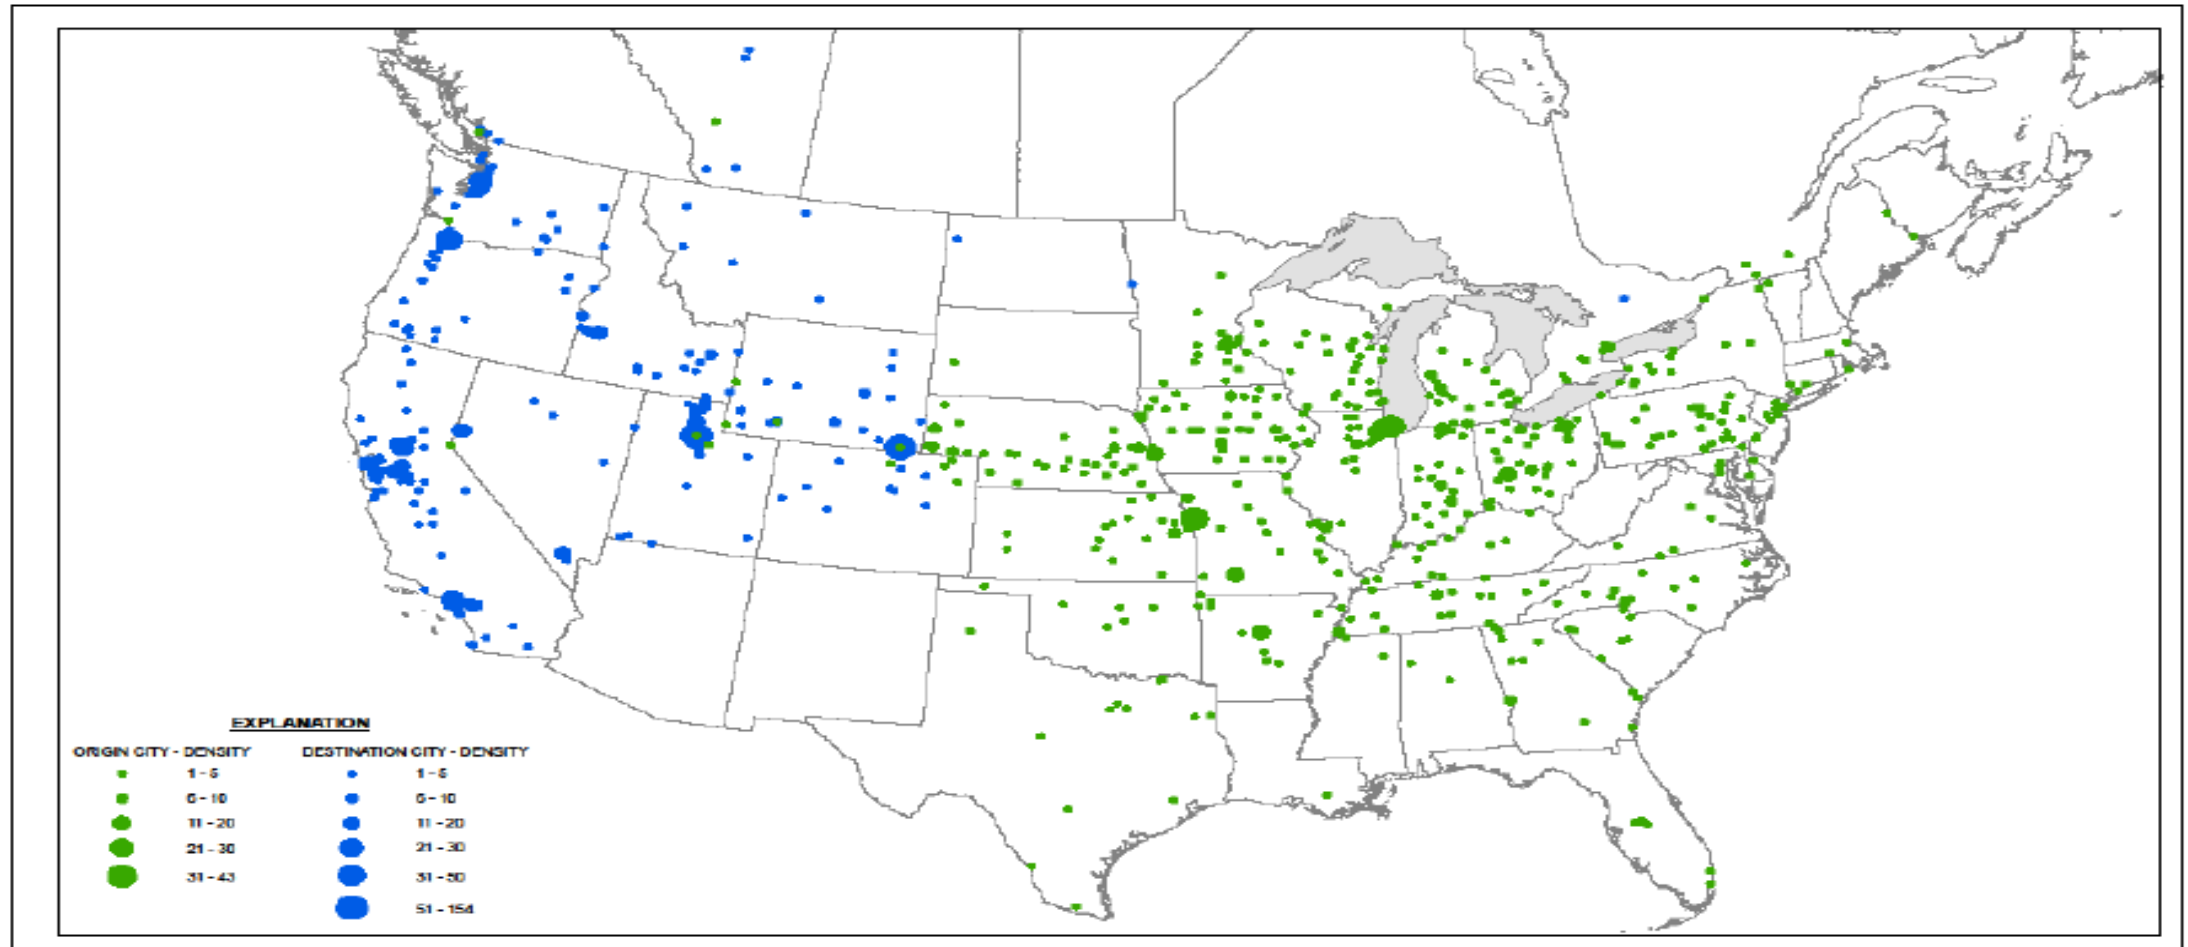 EXPLANATION
ORIGIN CITY - DENSITY DESTINATION CITY - DENSITY
1 - 5 1 - 5
6 - 10 6 - 10
11 - 20 11 - 20
21 - 30 21 - 30
31 - 43 31 - 50
51 - 154